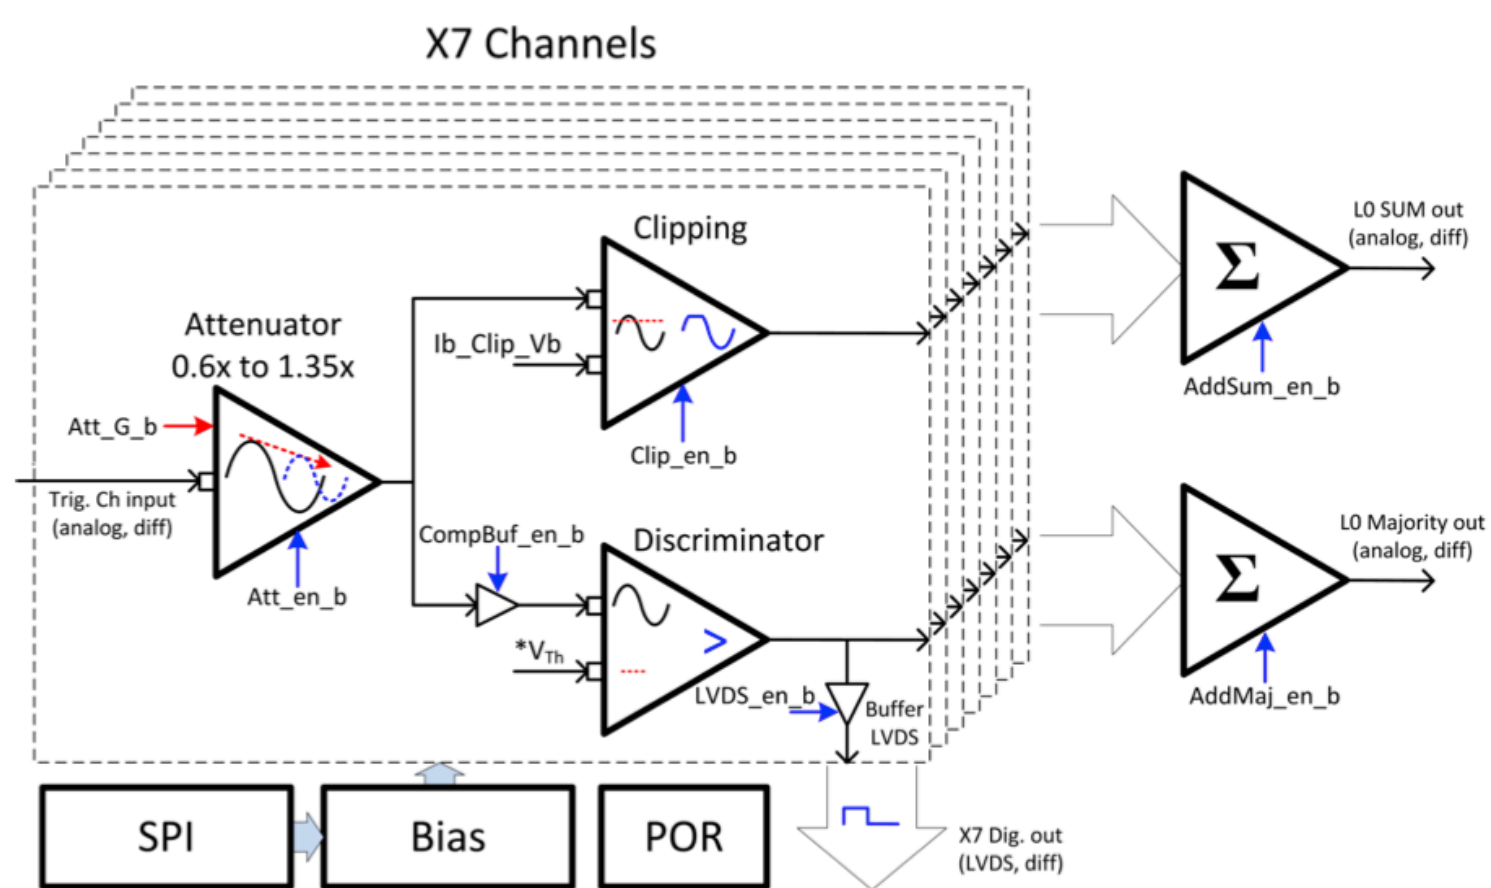 X7 Channels
Clipping
L0 SUM out
(analog, diff)
Σ
Attenuator
0.6x to 1.35x
Ib_Clip_Vb
AddSum_en_b
Att_G_b
Clip_en_b
Trig. Ch input
(analog, diff)
CompBuf_en_b
Discriminator
L0 Majority out
(analog, diff)
Σ
Att_en_b
>
*VTh
LVDS_en_b
Buffer
LVDS
AddMaj_en_b
SPI
Bias
POR
X7 Dig. out
(LVDS, diff)